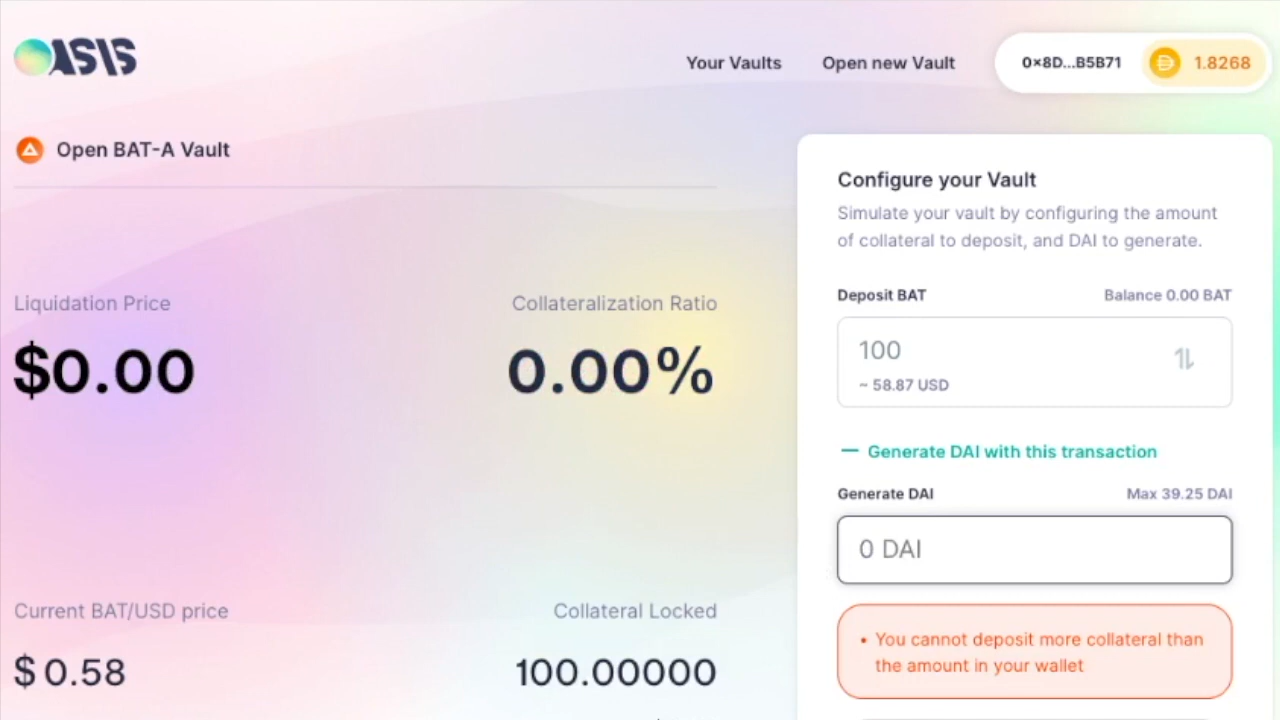 OASIS
Your Vaults
Open new Vault
0×8D...B5B71
1.8268
Open BAT-A Vault
Liquidation Price
$0.00
Collateralization Ratio
0.00%
Current BAT/USD price
$0.58
Collateral Locked
100.00000
Configure your Vault
Simulate your vault by configuring the amount
of collateral to deposit, and DAI to generate.
Deposit BAT
Balance 0.00 BAT
100
~ 58.87 USD
— Generate DAI with this transaction
Generate DAI
Max 39.25 DAI
0 DAI
• You cannot deposit more collateral than
the amount in your wallet